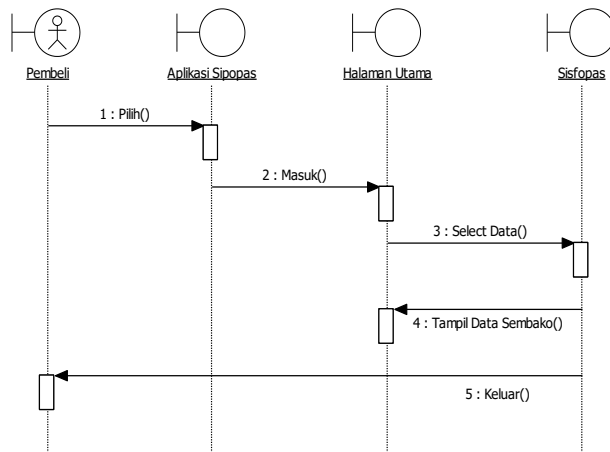 Pembeli
Aplikasi Sipopas
Halaman Utama
Sisfopas
1 : Pilih()
2 : Masuk()
3 : Select Data()
4 : Tampil Data Sembako()
5 : Keluar()